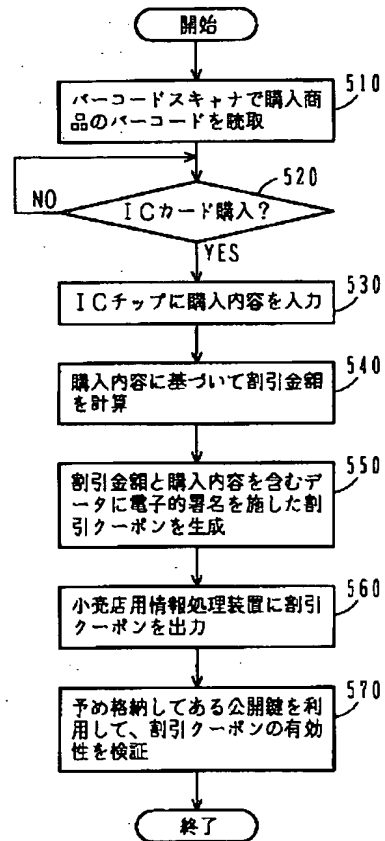 開始
510
バーコードスキャナで購入商
品のバーコードを読取
520
NO
ICカード購入?
YES
530
ICチップに購入内容を入力
540
購入内容に基づいて割引金額
を計算
550
割引金額と購入内容を含むデ
ータに電子的署名を施した割
引クーポンを生成
560
小売店用情報処理装置に割引
クーポンを出力
570
予め格納してある公開鍵を利
用して、割引クーポンの有効
性を検証
終了